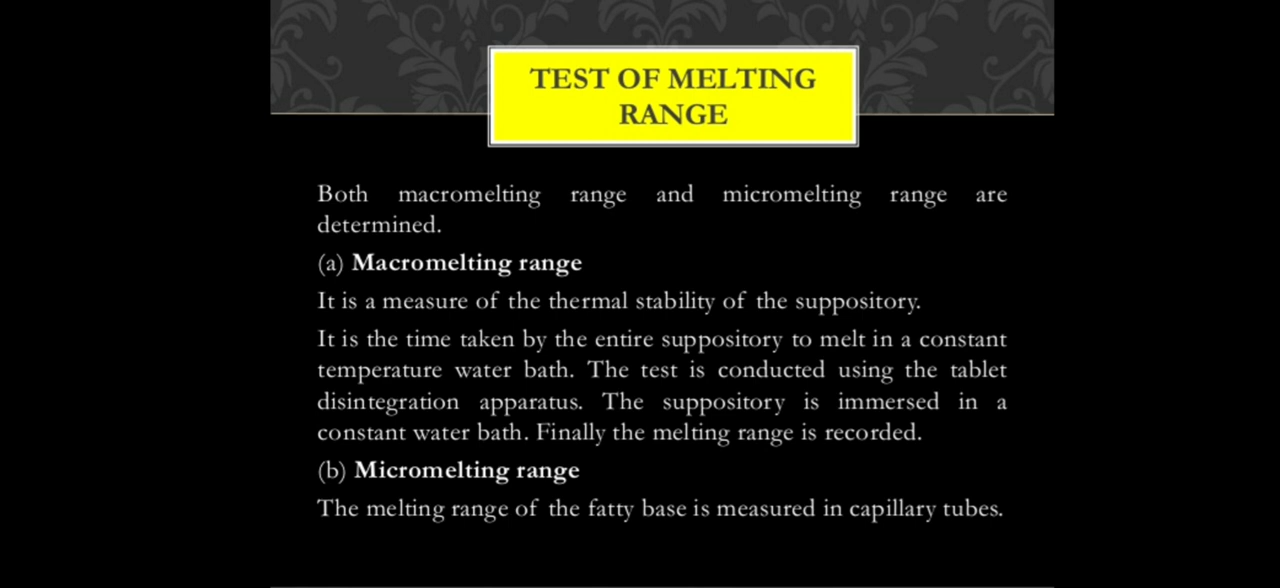 TEST OF MELTING
RANGE
Both macromelting range and micromelting range are
determined.
(a) Macromelting range
It is a measure of the thermal stability of the suppository.
It is the time taken by the entire suppository to melt in a constant
temperature water bath. The test is conducted using the tablet
disintegration apparatus. The suppository is immersed in a
constant water bath. Finally the melting range is recorded.
(b) Micromelting range
The melting range of the fatty base is measured in capillary tubes.